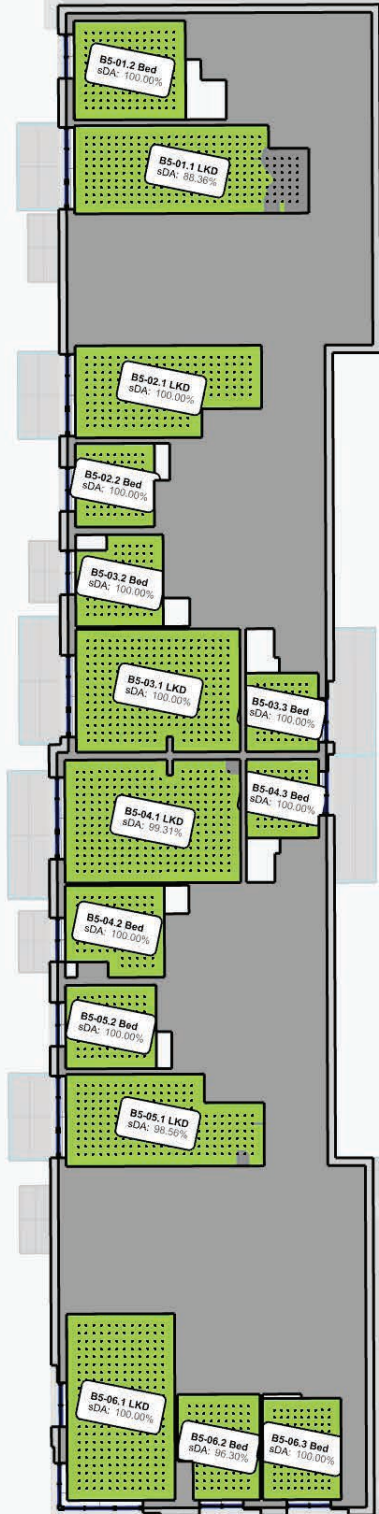 B5-01.2 Bed
sDA: 100.00%
B5-01.1 LKD
sDA: 88.36%
B5-02.1 LKD
sDA: 100.00%
B5-02.2 Bed
sDA: 100.00%
B5-03.2 Bed
sDA: 100.00%
B5-03.1 LKD
sDA: 100.00%
B5-03.3 Bed
sDA: 100.00%
B5-04.3 Bed
sDA: 100.00%
B5-04.1 LKD
sDA: 99.31%
B5-04.2 Bed
sDA: 100.00%
B5-05.2 Bed
sDA: 100.00%
B5-05.1 LKD
sDA: 98.56%
B5-06.1 LKD
sDA: 100.00%
B5-06.2 Bed
sDA: 96.30%
B5-06.3 Bed
sDA: 100.00%